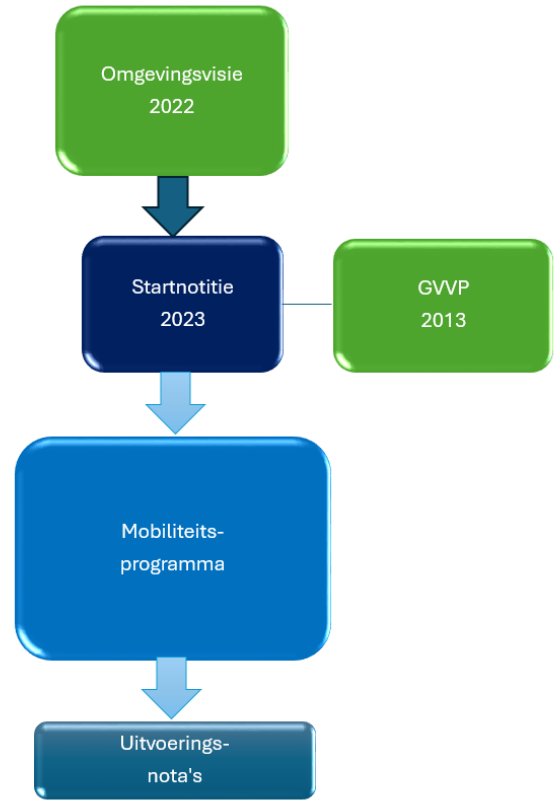 Omgevingsvisie
2022
Startnotitie
2023
GVVP
2013
Mobiliteits-
programma
Uitvoerings-
nota's